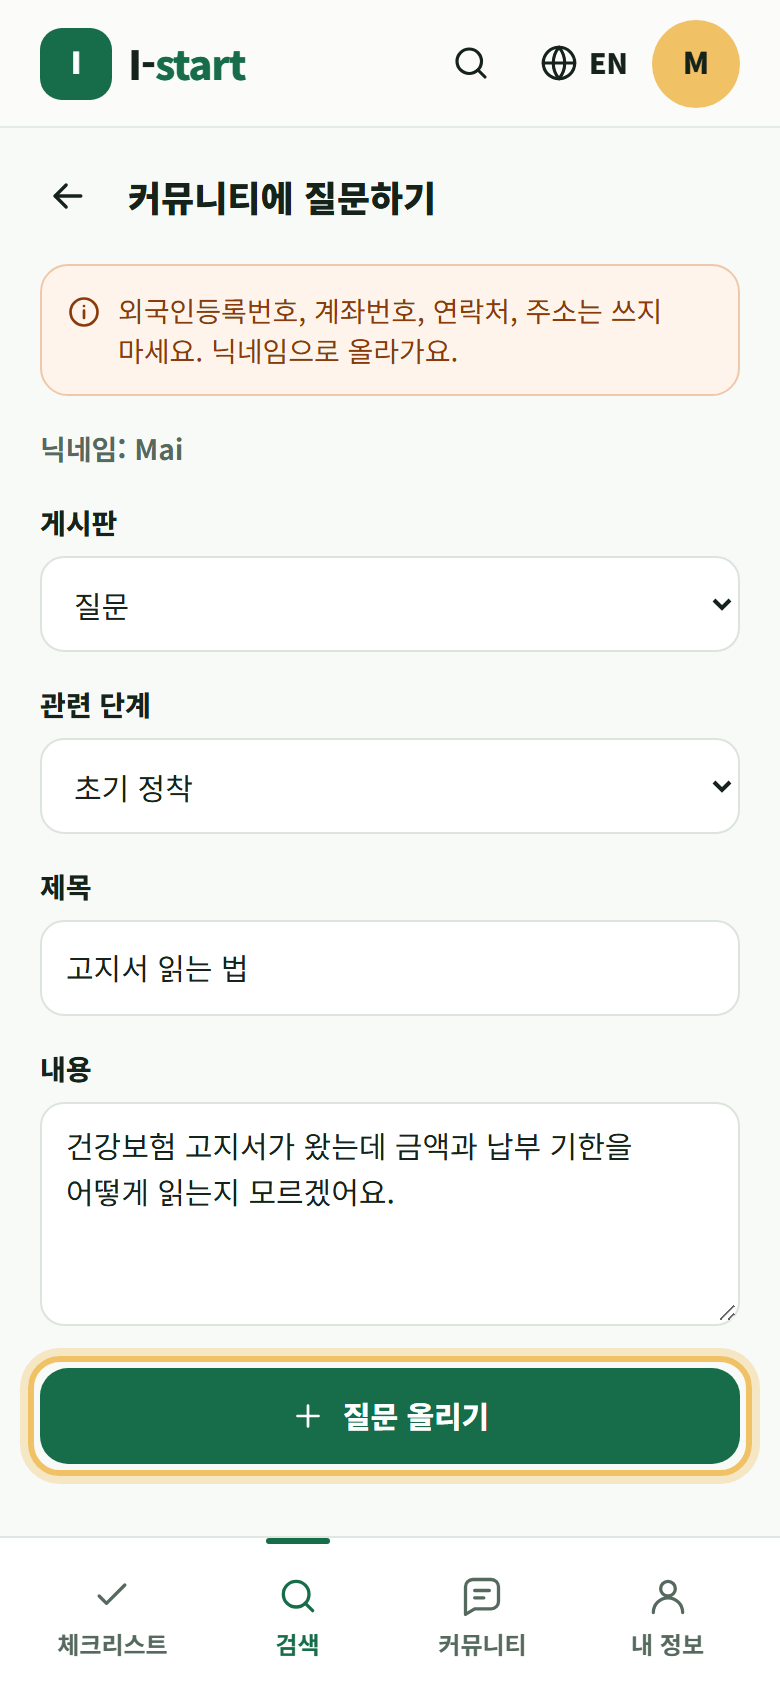 I I-start EN M
커뮤니티에 질문하기
외국인등록번호, 계좌번호, 연락처, 주소는 쓰지
마세요. 닉네임으로 올라가요.
닉네임: Mai
게시판
질문
관련 단계
초기 정착
제목
고지서 읽는 법
내용
건강보험 고지서가 왔는데 금액과 납부 기한을
어떻게 읽는지 모르겠어요.
질문 올리기
체크리스트 검색 커뮤니티 내 정보